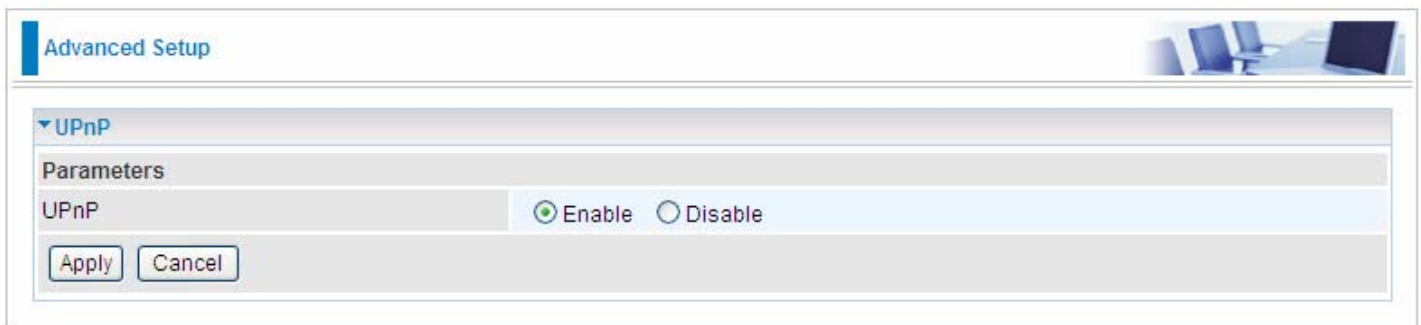 Advanced Setup
UPnP
Parameters
UPnP Enable Disable
Apply Cancel